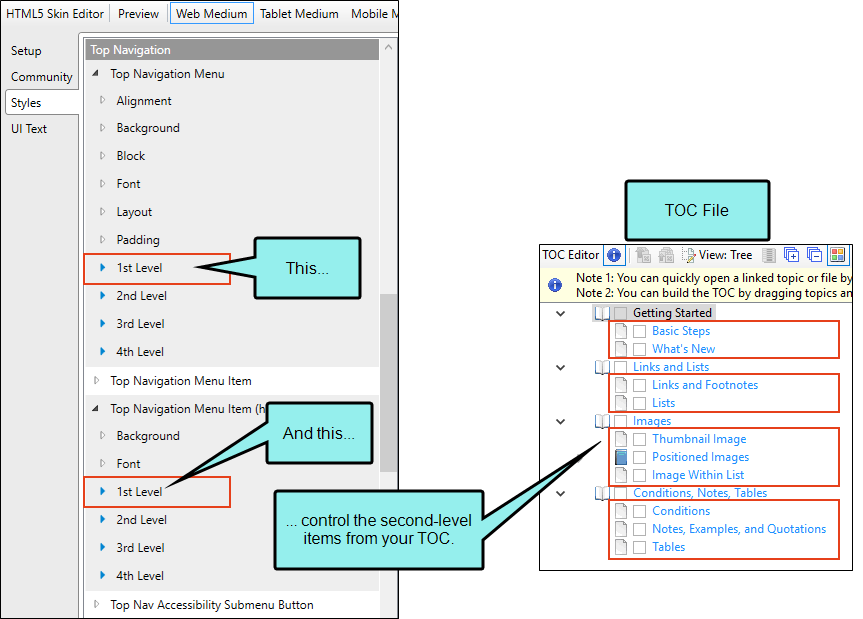 HTML5 Skin Editor Preview Web Medium Tablet Medium Mobile M
Setup
Community
Styles
UI Text
Top Navigation
Top Navigation Menu
Alignment
Background
Block
Font
Layout
Padding
1st Level
2nd Level
3rd Level
4th Level
Top Navigation Menu Item
Top Navigation Menu Item (h
Background
Font
1st Level
2nd Level
3rd Level
4th Level
Top Nav Accessibility Submenu Button
This...
And this...
... control the second-level
items from your TOC.
TOC File
TOC Editor View: Tree
Note 1: You can quickly open a linked topic or file by
Note 2: You can build the TOC by dragging topics an
Getting Started
Basic Steps
What's New
Links and Lists
Links and Footnotes
Lists
Images
Thumbnail Image
Positioned Images
Image Within List
Conditions, Notes, Tables
Conditions
Notes, Examples, and Quotations
Tables